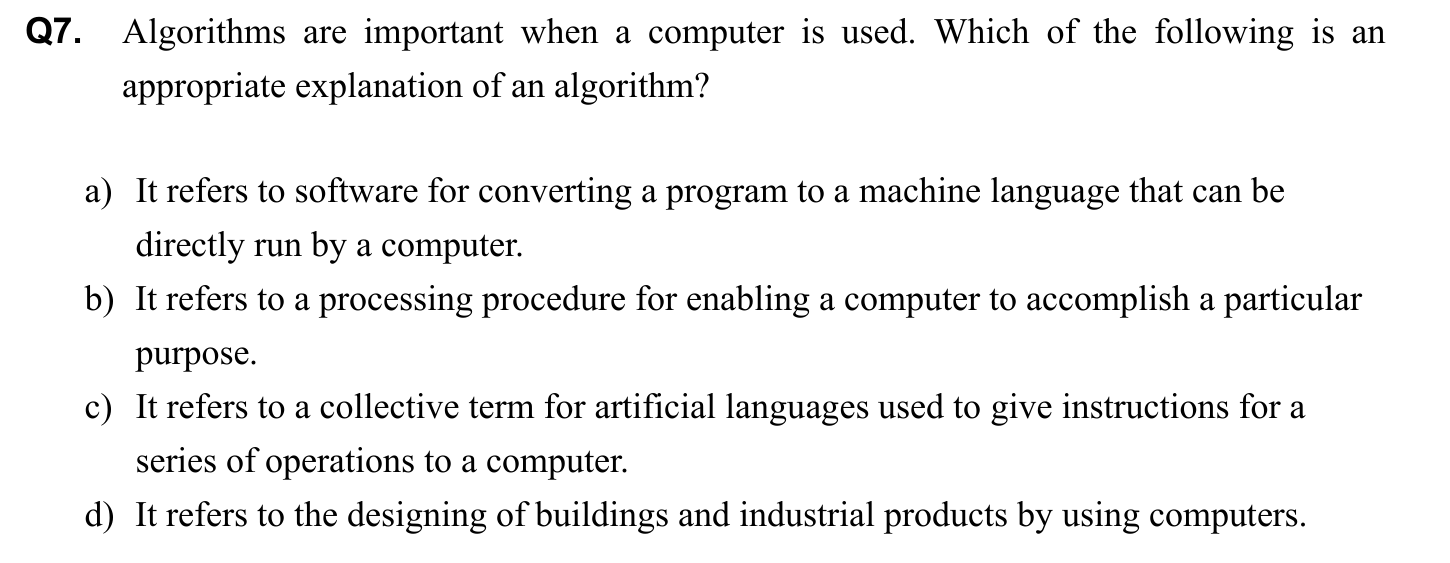 Q7. Algorithms are important when a computer is used. Which of the following is an
appropriate explanation of an algorithm?
a) It refers to software for converting a program to a machine language that can be
directly run by a computer.
b) It refers to a processing procedure for enabling a computer to accomplish a particular
purpose.
c) It refers to a collective term for artificial languages used to give instructions for a
series of operations to a computer.
d) It refers to the designing of buildings and industrial products by using computers.